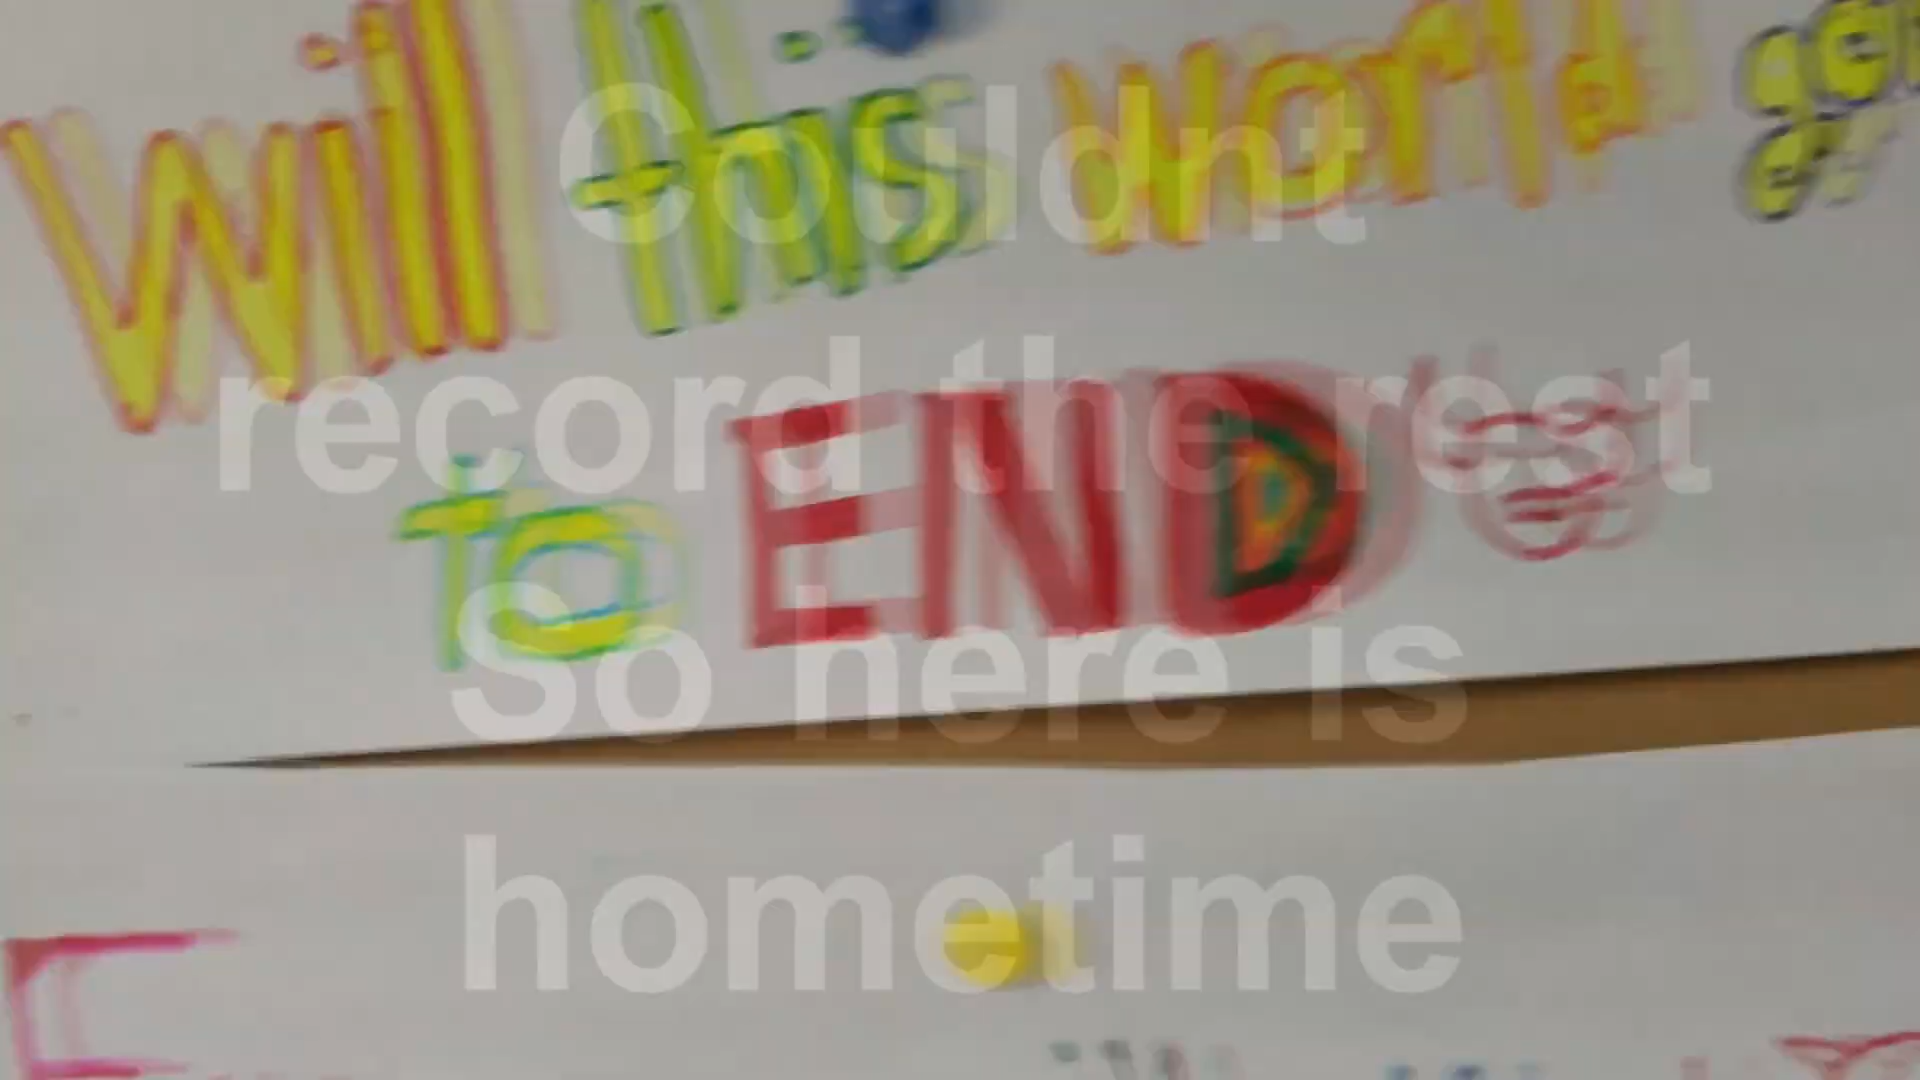 Will this world
to END
Couldnt
record the rest
So here is
hometime